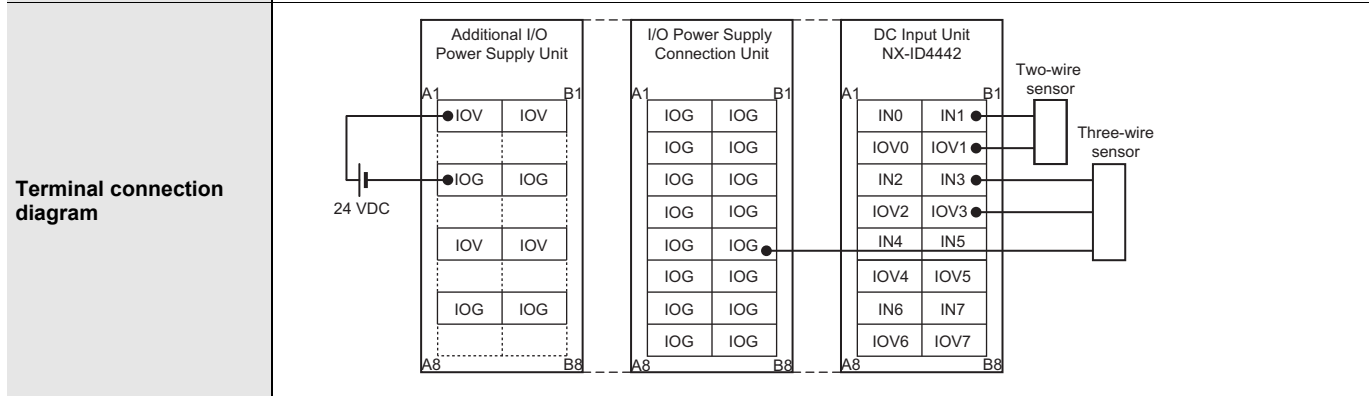 Terminal connection
diagram
Additional I/O
Power Supply Unit
A1 B1
IOV IOV
IOG IOG
IOV IOV
IOG IOG
A8 B8
24 VDC
I/O Power Supply
Connection Unit
A1 B1
IOG IOG
IOG IOG
IOG IOG
IOG IOG
IOG IOG
IOG IOG
IOG IOG
IOG IOG
A8 B8
DC Input Unit
NX-ID4442
A1 B1
IN0 IN1
IOV0 IOV1
IN2 IN3
IOV2 IOV3
IN4 IN5
IOV4 IOV5
IN6 IN7
IOV6 IOV7
A8 B8
Two-wire
sensor
Three-wire
sensor